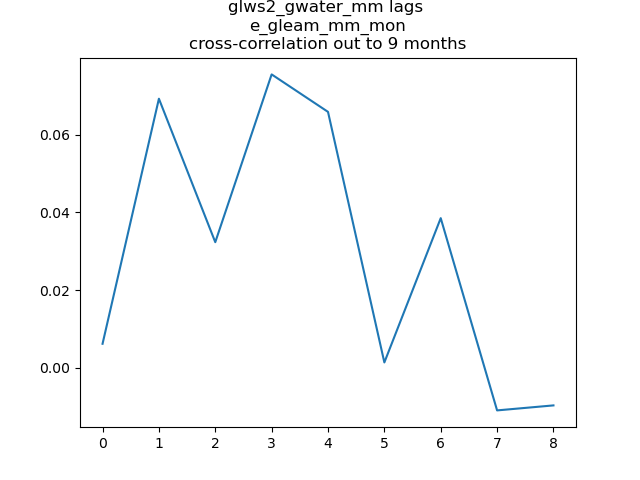 glws2_gwater_mm lags
e_gleam_mm_mon
cross-correlation out to 9 months
0.06
0.04
0.02
0.00
0 1 2 3 4 5 6 7 8